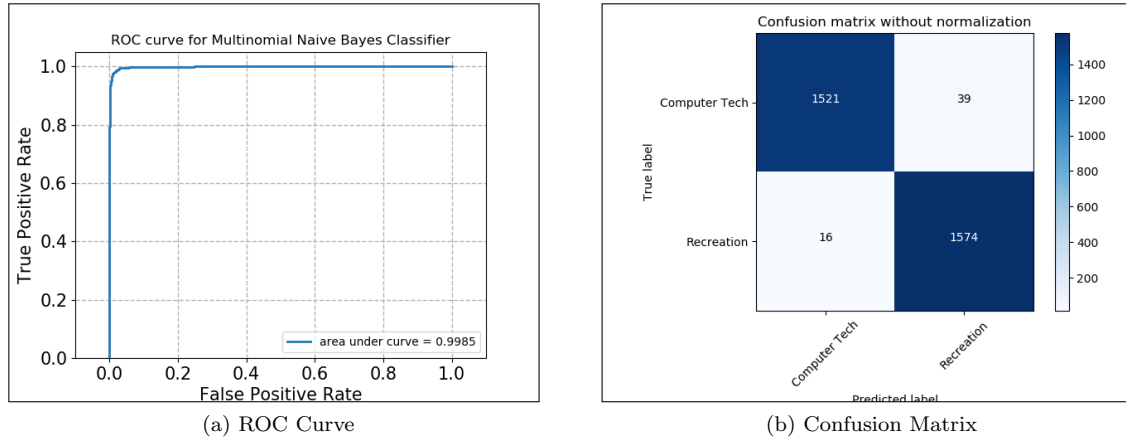 ROC curve for Multinomial Naive Bayes Classifier
True Positive Rate
1.0
0.8
0.6
0.4
0.2
0.0
area under curve = 0.9985
0.0 0.2 0.4 0.6 0.8 1.0
False Positive Rate
(a) ROC Curve
Confusion matrix without normalization
True label
Computer Tech 1521 39
Recreation 16 1574
Computer Tech Recreation
Predicted label
1400
1200
1000
800
600
400
200
(b) Confusion Matrix